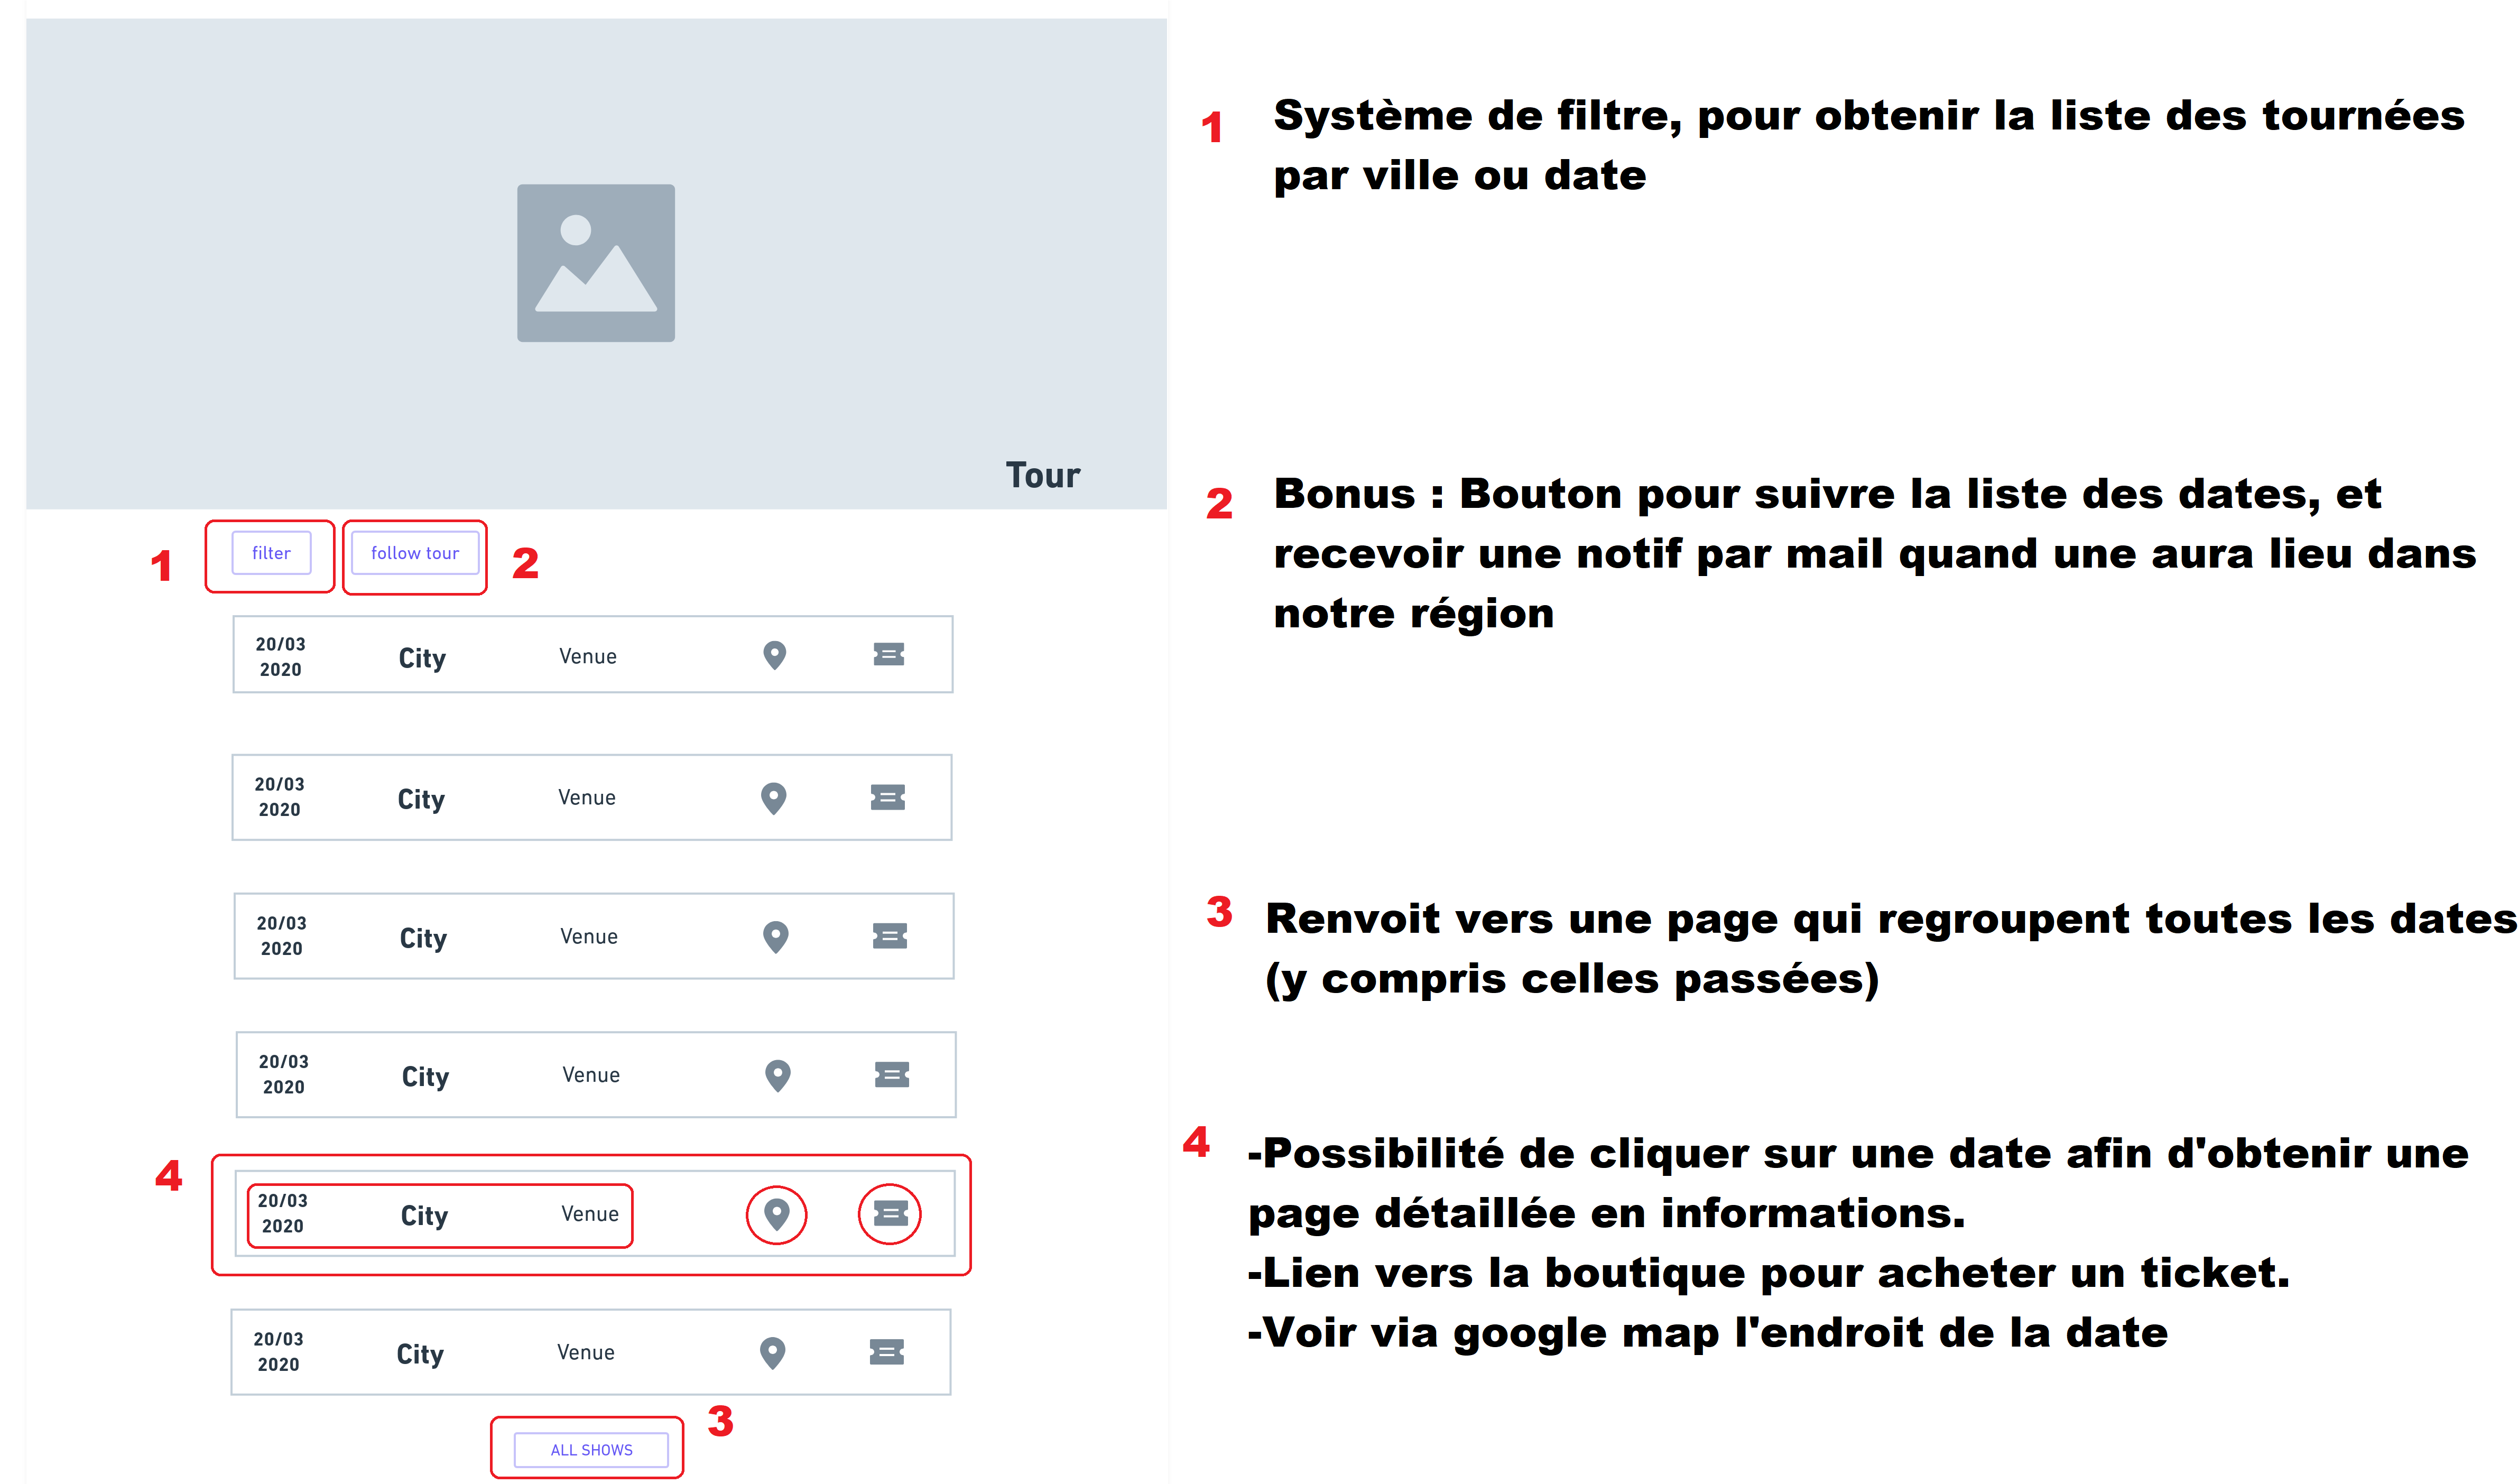 Tour
1
filter
follow tour
2
20/03
2020
City
Venue
20/03
2020
City
Venue
20/03
2020
City
Venue
20/03
2020
City
Venue
4
20/03
2020
City
Venue
20/03
2020
City
Venue
3
ALL SHOWS
1
Système de filtre, pour obtenir la liste des tournées
par ville ou date
2
Bonus : Bouton pour suivre la liste des dates, et
recevoir une notif par mail quand une aura lieu dans
notre région
3
Renvoit vers une page qui regroupent toutes les dates
(y compris celles passées)
4
-Possibilité de cliquer sur une date afin d'obtenir une
page détaillée en informations.
-Lien vers la boutique pour acheter un ticket.
-Voir via google map l'endroit de la date